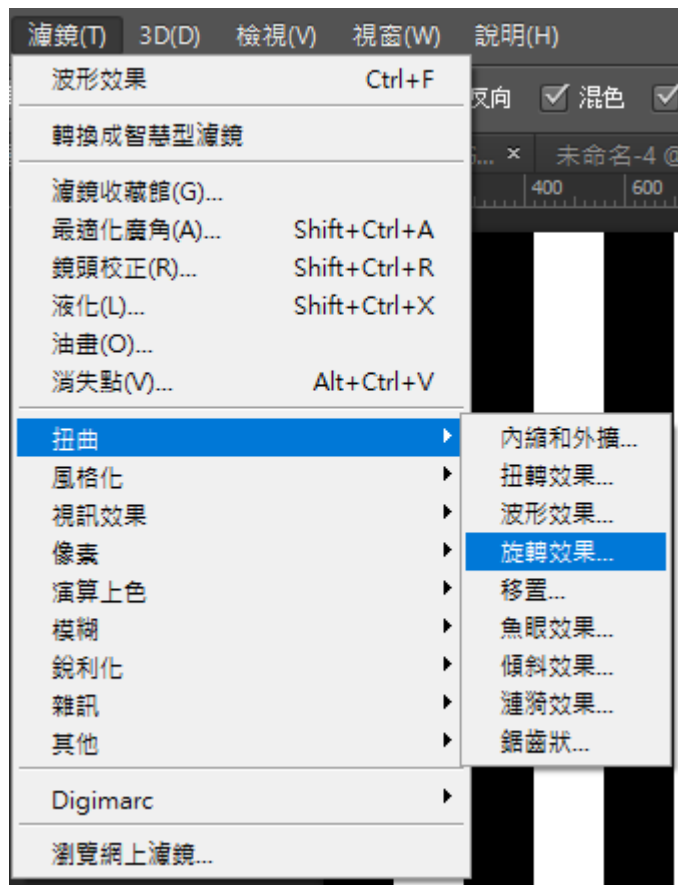 濾鏡(T) 3D(D) 檢視(V) 視窗(W) 說明(H)
波形效果 Ctrl+F
反向 混色
轉換成智慧型濾鏡
... × 未命名-4 @
400 600
濾鏡收藏館(G)...
最適化廣角(A)... Shift+Ctrl+A
鏡頭校正(R)... Shift+Ctrl+R
液化(L)... Shift+Ctrl+X
油畫(O)...
消失點(V)... Alt+Ctrl+V
扭曲
風格化
視訊效果
像素
演算上色
模糊
銳利化
雜訊
其他
Digimarc
瀏覽網上濾鏡...
內縮和外擴...
扭轉效果...
波形效果...
旋轉效果...
移置...
魚眼效果...
傾斜效果...
漣漪效果...
鋸齒狀...